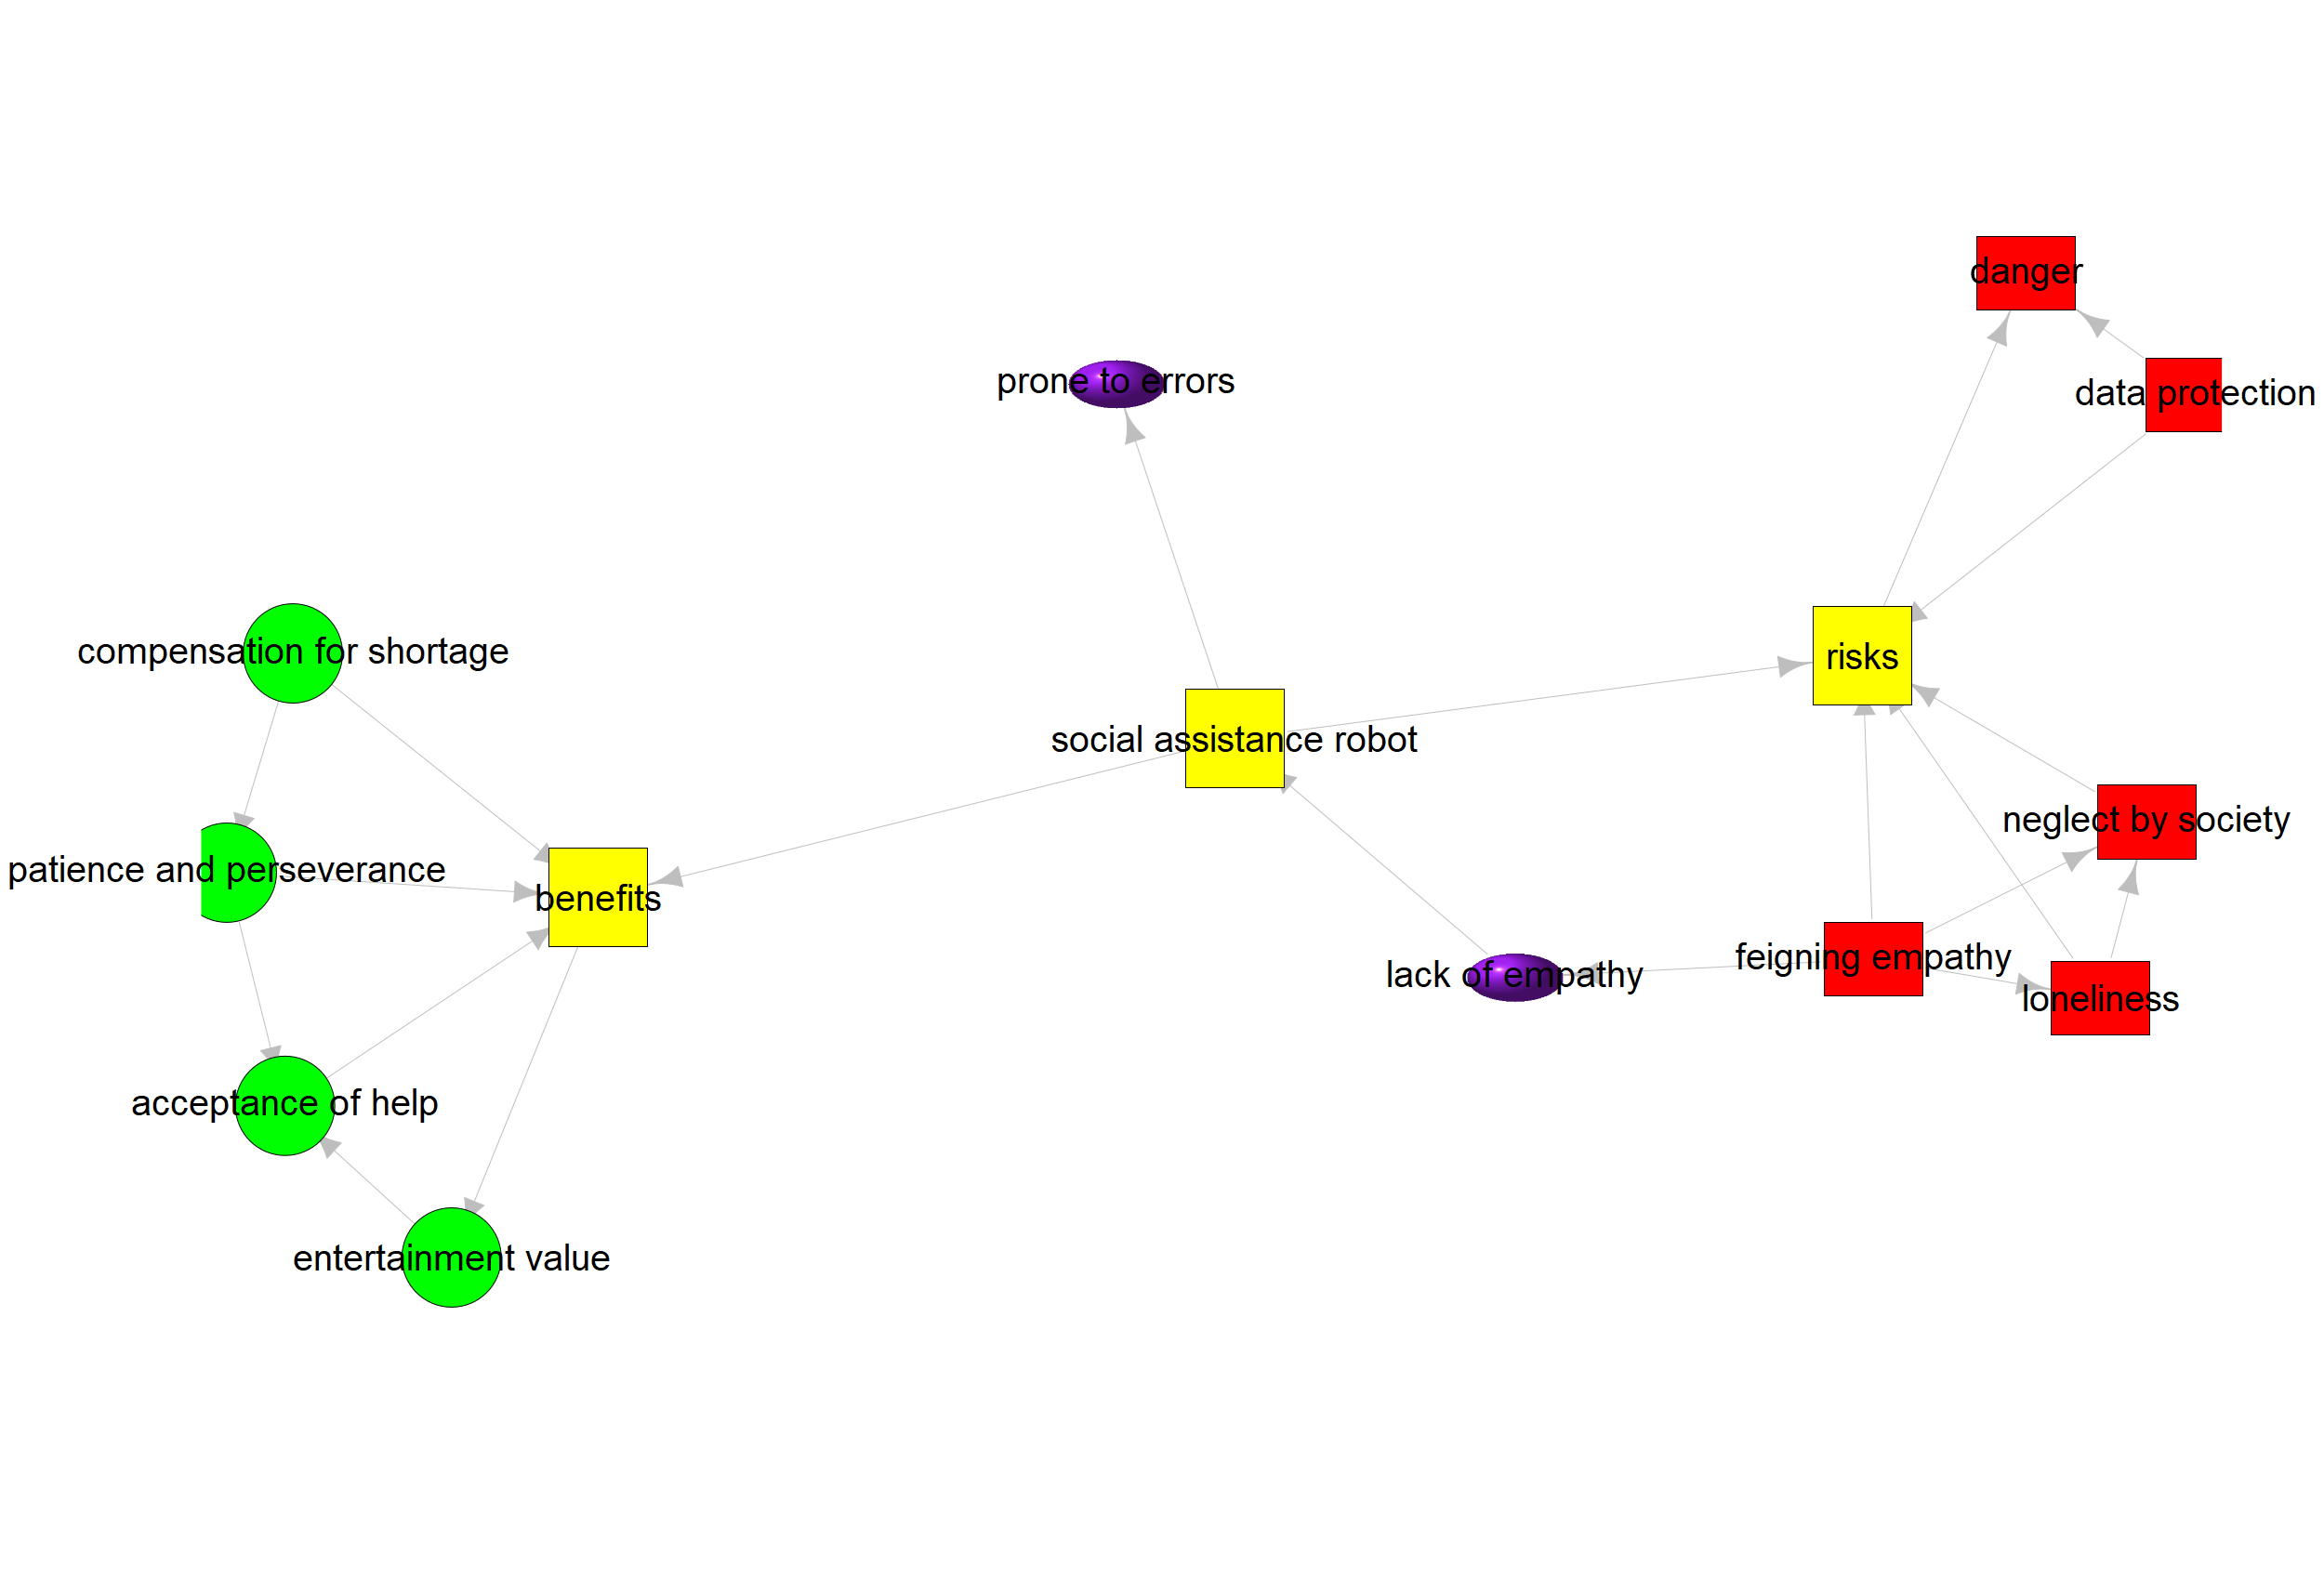 danger
prone to errors
data protection
compensation for shortage
risks
social assistance robot
neglect by society
patience and perseverance
benefits
feigning empathy
lack of empathy
loneliness
acceptance of help
entertainment value